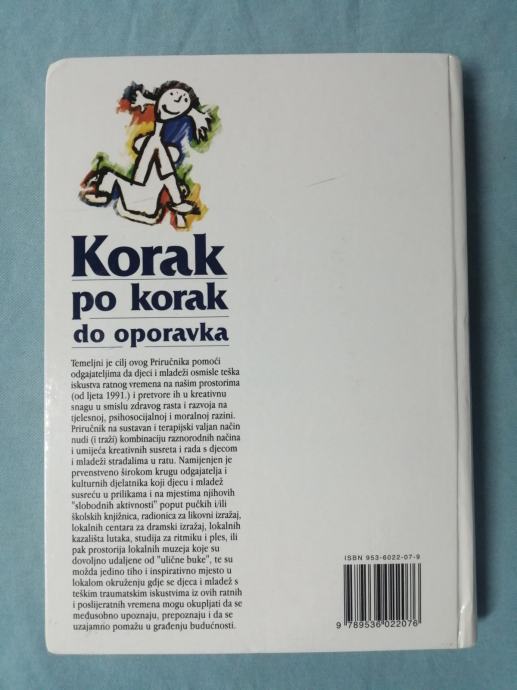 Korak
po korak
do oporavka
Temeljni je cilj ovog Priručnika pomoći
odgajateljima da djeci i mladeži osmisle teška
iskustva ratnog vremena na našim prostorima
(od ljeta 1991.) i pretvore ih u kreativnu
snagu u smislu zdravog rasta i razvoja na
tjelesnoj, psihosocijalnoj i moralnoj razini.
Priručnik na sustavan i terapijski valjan način
nudi (i traži) kombinaciju raznorodnih načina
i umijeća kreativnih susreta i rada s djecom
i mladeži stradalima u ratu. Namijenjen je
prvenstveno širokom krugu odgajatelja i
kulturnih djelatnika koji djecu i mladež
susreću u prilikama i na mjestima njihovih
"slobodnih aktivnosti" poput pučkih i/ili
školskih knjižnica, radionica za likovni izražaj,
lokalnih centara za dramski izražaj, lokalnih
kazališta lutaka, studija za ritmiku i ples, ili
pak prostorija lokalnih muzeja koje su
dovoljno udaljene od "ulične buke", te su
možda jedino tiho i inspirativno mjesto u
lokalom okruženju gdje se djeca i mladež s
teškim traumatskim iskustvima iz ovih ratnih
i poslijeratnih vremena mogu okupljati da se
međusobno upoznaju, prepoznaju i da se
uzajamno pomažu u građenju budućnosti.
ISBN 953-6022-07-9
9 789536 022076